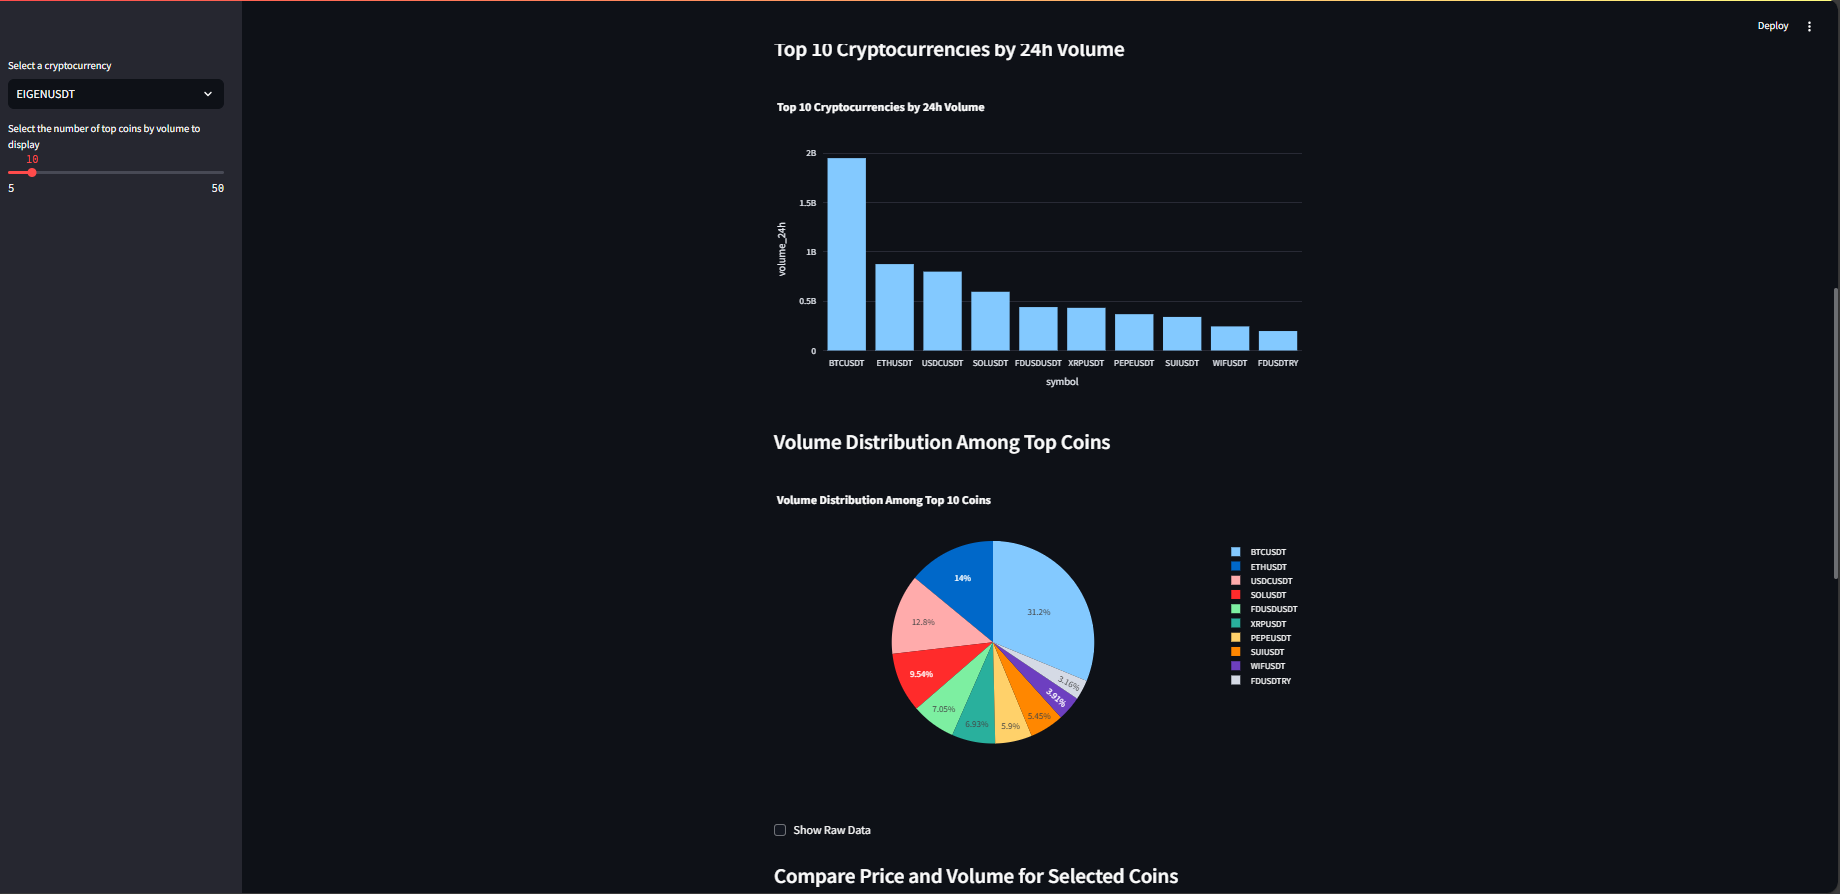 Deploy
Select a cryptocurrency
EIGENUSDT
Select the number of top coins by volume to
display
10
5
50
Top 10 Cryptocurrencies by 24h Volume
Top 10 Cryptocurrencies by 24h Volume
2B
1.5B
1B
0.5B
0
volume_24h
BTCUSDT
ETHUSDT
USDCUSDT
SOLUSDT
FDUSDUSDT
XRPUSDT
PEPEUSDT
SUIUSDT
WIFUSDT
FDUSDTRY
symbol
Volume Distribution Among Top Coins
Volume Distribution Among Top 10 Coins
14%
31.2%
12.8%
9.54%
7.05%
6.93%
5.9%
5.45%
3.91%
3.16%
BTCUSDT
ETHUSDT
USDCUSDT
SOLUSDT
FDUSDUSDT
XRPUSDT
PEPEUSDT
SUIUSDT
WIFUSDT
FDUSDTRY
Show Raw Data
Compare Price and Volume for Selected Coins